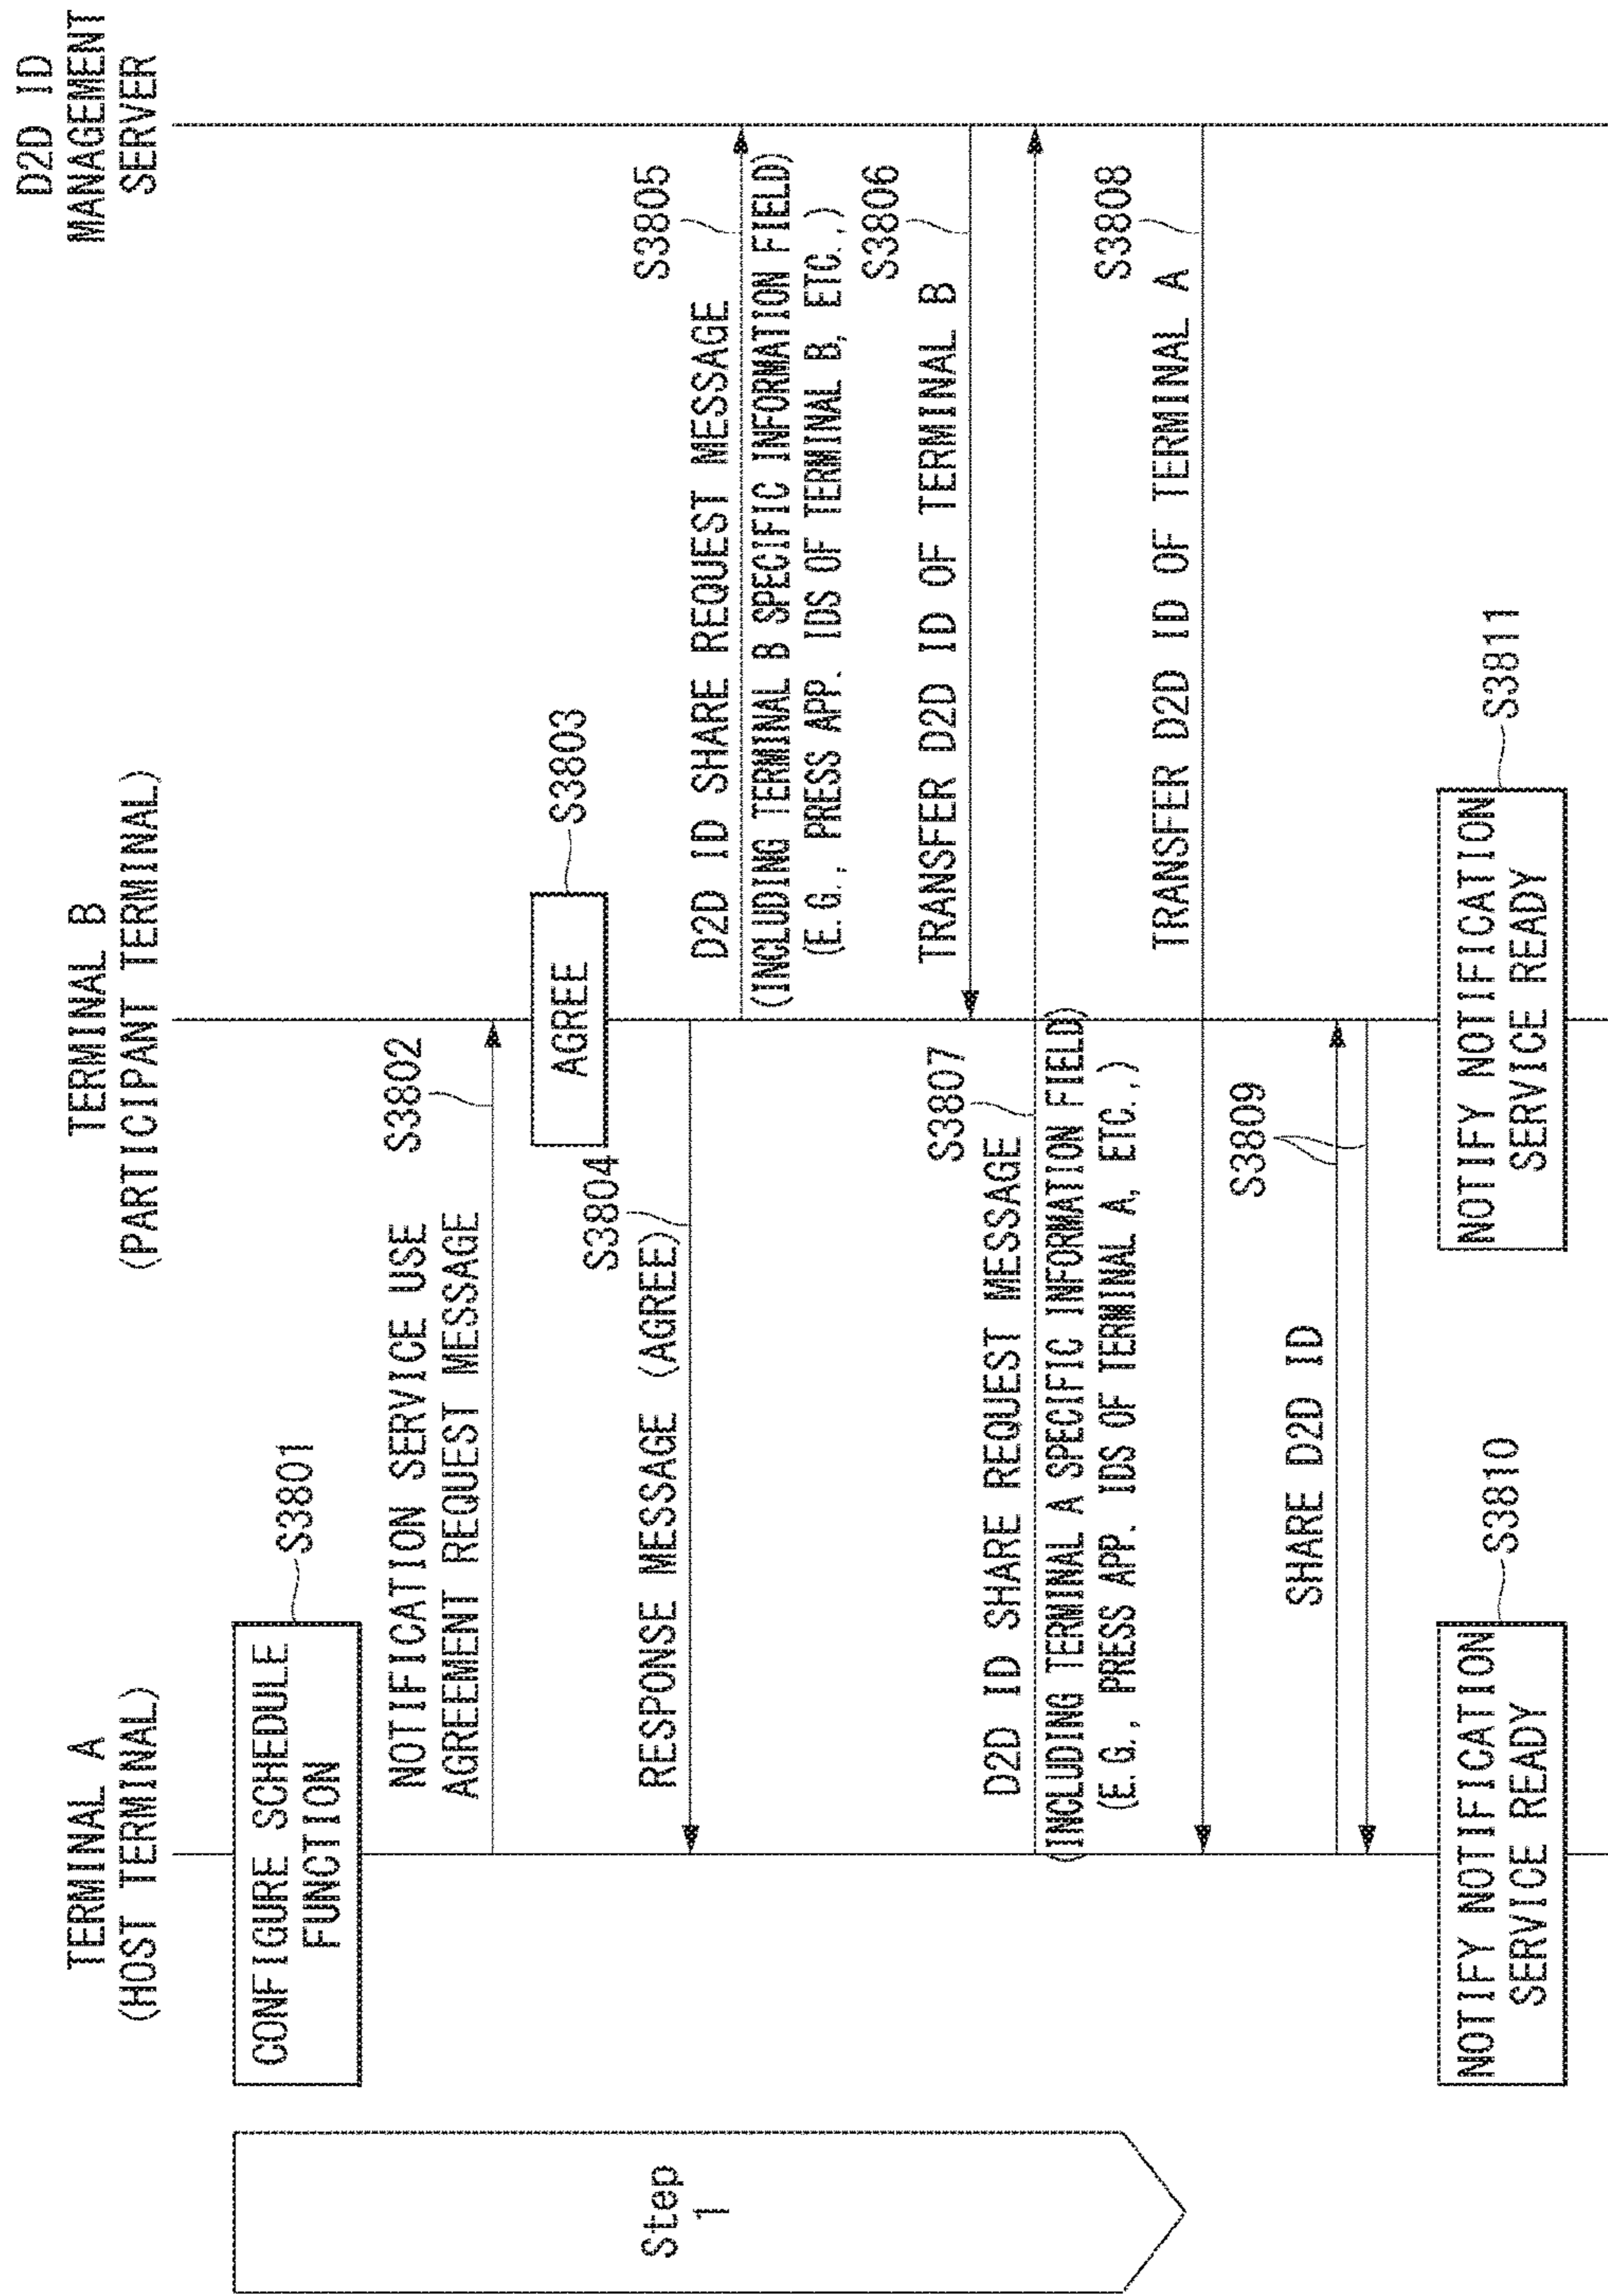 TERMINAL A
(HOST TERMINAL)
TERMINAL B
(PARTICIPANT TERMINAL)
D2D ID
MANAGEMENT
SERVER
Step
1
CONFIGURE SCHEDULE
FUNCTION
S3801
NOTIFICATION SERVICE USE
AGREEMENT REQUEST MESSAGE
S3802
AGREE
S3803
RESPONSE MESSAGE (AGREE)
S3804
D2D ID SHARE REQUEST MESSAGE
S3805
(INCLUDING TERMINAL B SPECIFIC INFORMATION FIELD)
(E.G., PRESS APP. IDS OF TERMINAL B, ETC.,)
TRANSFER D2D ID OF TERMINAL B
S3806
D2D ID SHARE REQUEST MESSAGE
S3807
(INCLUDING TERMINAL A SPECIFIC INFORMATION FIELD)
(E.G., PRESS APP. IDS OF TERMINAL A, ETC.,)
TRANSFER D2D ID OF TERMINAL A
S3808
SHARE D2D ID
S3809
NOTIFY NOTIFICATION
SERVICE READY
S3810
NOTIFY NOTIFICATION
SERVICE READY
S3811